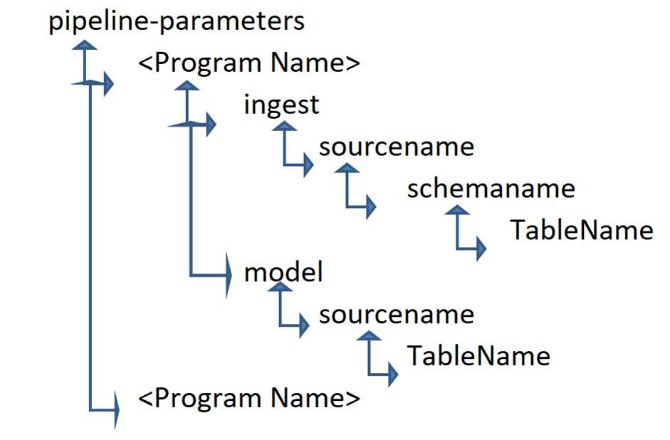 pipeline-parameters
<Program Name>
ingest
sourcename
schemaname
TableName
model
sourcename
TableName
<Program Name>